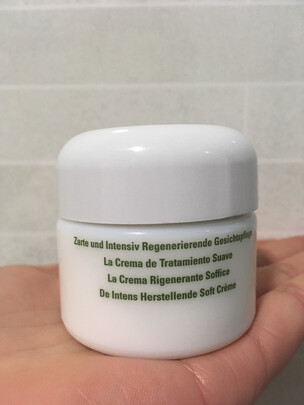 Zarte und Intensiv Regenerierende Gesichtspflege
La Crema de Tratamiento Suave
La Crema Rigenerante Soffice
De Intens Herstellende Soft Crème